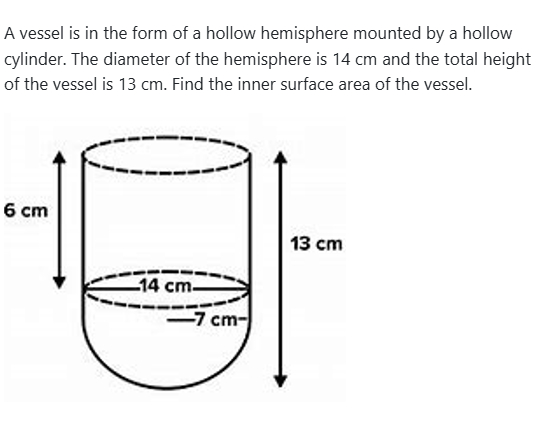 A vessel is in the form of a hollow hemisphere mounted by a hollow
cylinder. The diameter of the hemisphere is 14 cm and the total height
of the vessel is 13 cm. Find the inner surface area of the vessel.
6 cm
13 cm
14 cm
7 cm